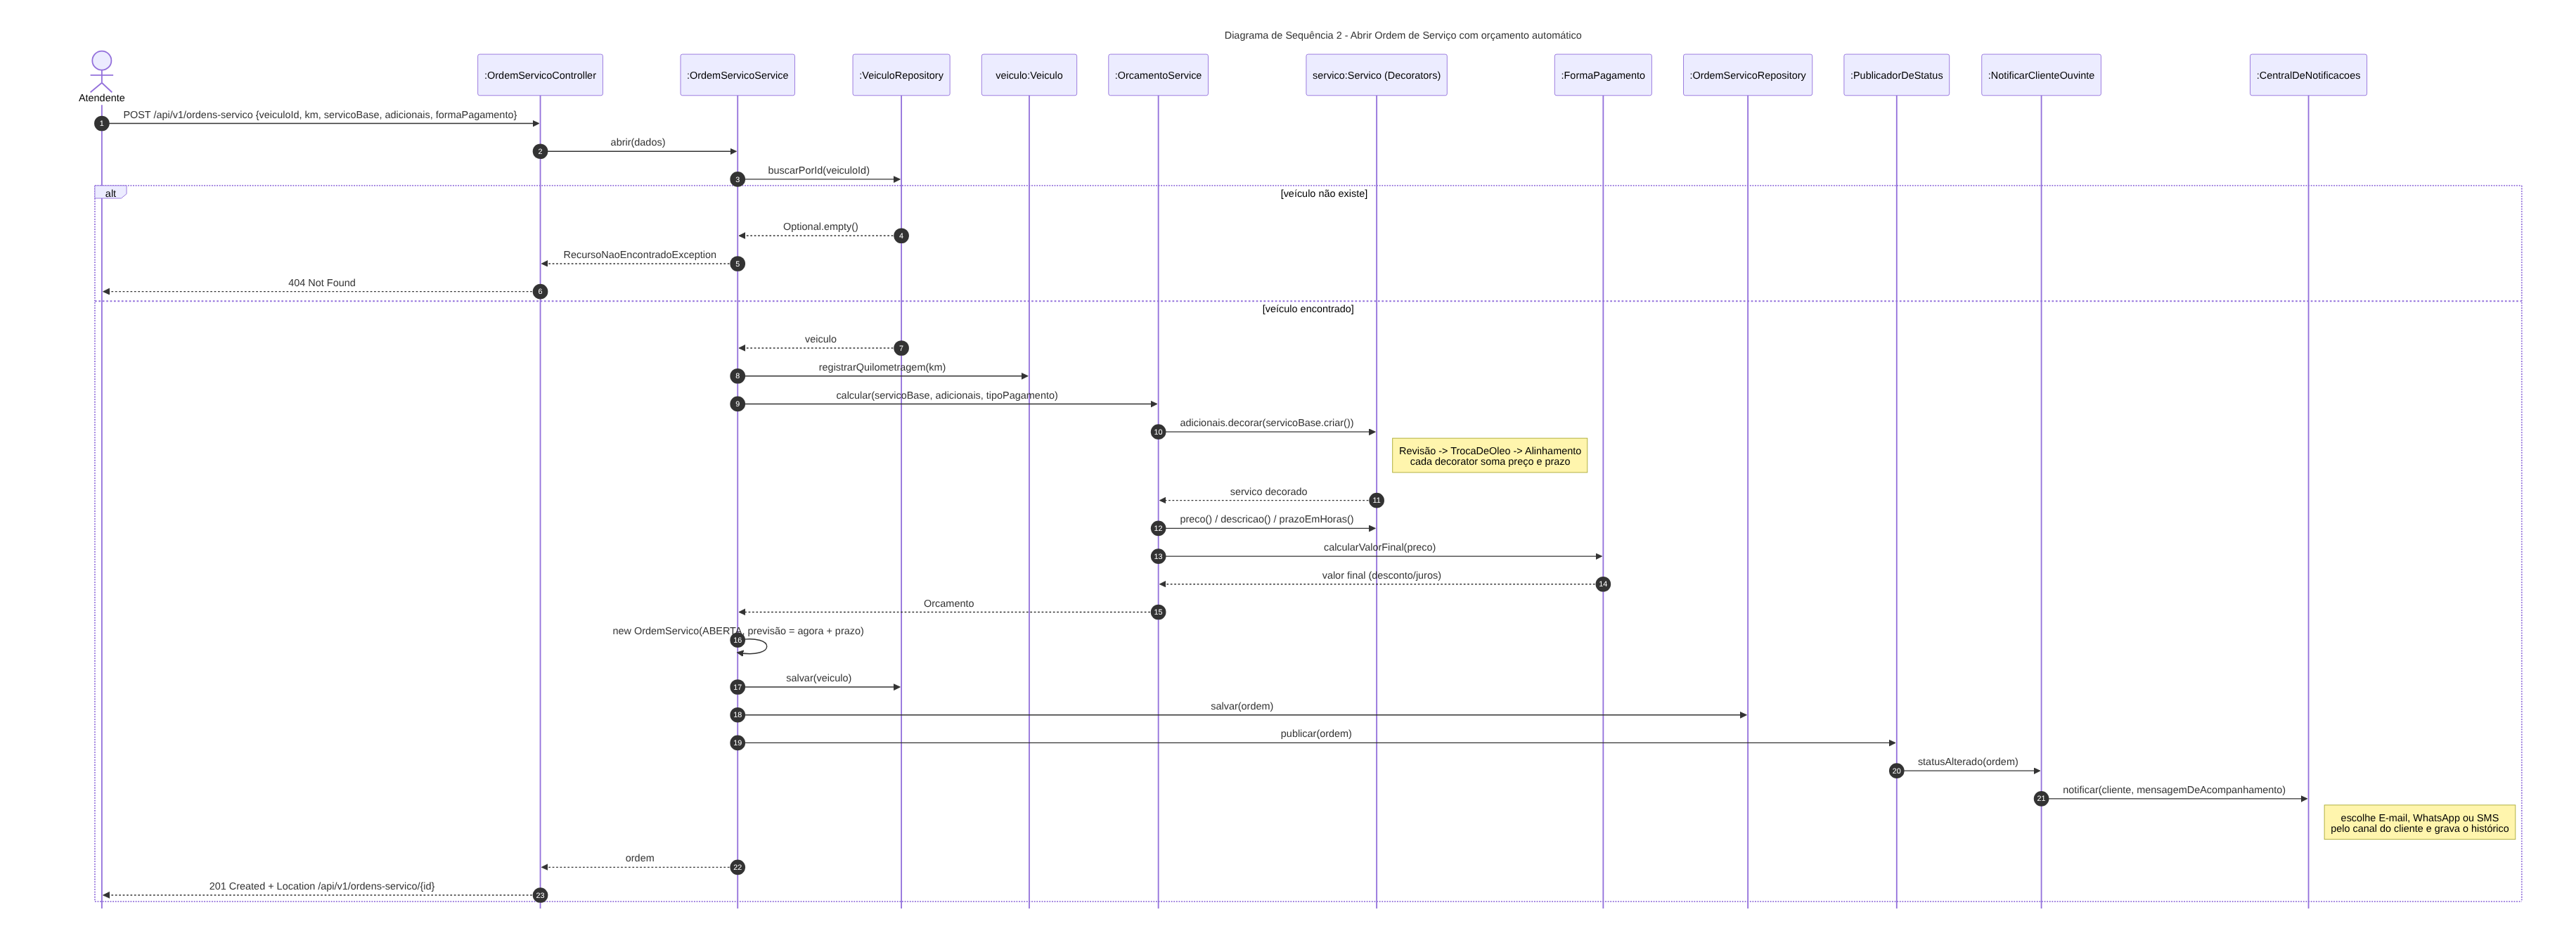 Diagrama de Sequência 2 - Abrir Ordem de Serviço com orçamento automático
Atendente
:OrdemServicoController
:OrdemServicoService
:VeiculoRepository
veiculo:Veiculo
:OrcamentoService
servico:Servico (Decorators)
:FormaPagamento
:OrdemServicoRepository
:PublicadorDeStatus
:NotificarClienteOuvinte
:CentralDeNotificacoes
1 POST /api/v1/ordens-servico {veiculoId, km, servicoBase, adicionais, formaPagamento}
2 abrir(dados)
3 buscarPorId(veiculoId)
alt [veículo não existe]
4 Optional.empty()
5 RecursoNaoEncontradoException
6 404 Not Found
[veículo encontrado]
7 veiculo
8 registrarQuilometragem(km)
9 calcular(servicoBase, adicionais, tipoPagamento)
10 adicionais.decorar(servicoBase.criar())
Revisão -> TrocaDeOleo -> Alinhamento
cada decorator soma preço e prazo
11 servico decorado
12 preco() / descricao() / prazoEmHoras()
13 calcularValorFinal(preco)
14 valor final (desconto/juros)
15 Orcamento
16 new OrdemServico(ABERTA, previsão = agora + prazo)
17 salvar(veiculo)
18 salvar(ordem)
19 publicar(ordem)
20 statusAlterado(ordem)
21 notificar(cliente, mensagemDeAcompanhamento)
escolhe E-mail, WhatsApp ou SMS
pelo canal do cliente e grava o histórico
22 ordem
23 201 Created + Location /api/v1/ordens-servico/{id}